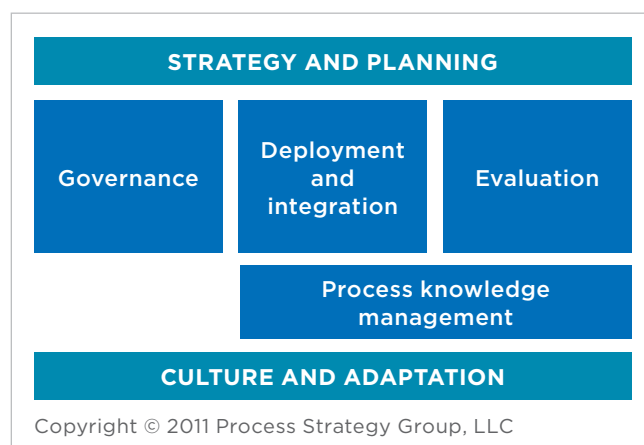 STRATEGY AND PLANNING
Governance
Deployment
and
integration
Evaluation
Process knowledge
management
CULTURE AND ADAPTATION
Copyright © 2011 Process Strategy Group, LLC